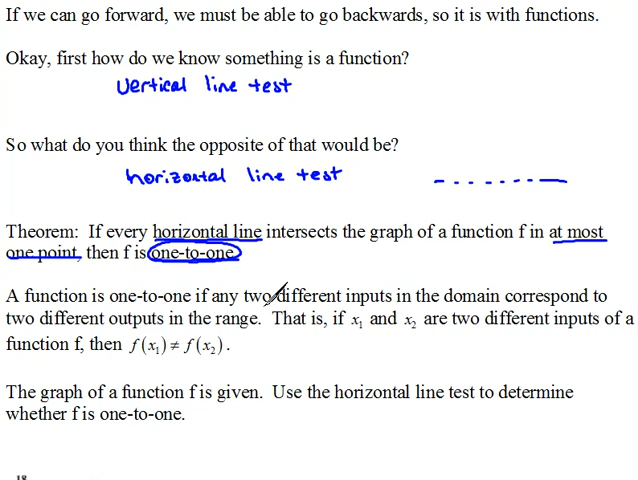 If we can go forward, we must be able to go backwards, so it is with functions.
Okay, first how do we know something is a function?
vertical line test
So what do you think the opposite of that would be?
horizontal line test
Theorem: If every horizontal line intersects the graph of a function f in at most
one point, then f is one-to-one
A function is one-to-one if any two different inputs in the domain correspond to
two different outputs in the range. That is, if x₁ and x₂ are two different inputs of a
function f, then f(x₁) ≠ f(x₂).
The graph of a function f is given. Use the horizontal line test to determine
whether f is one-to-one.
18